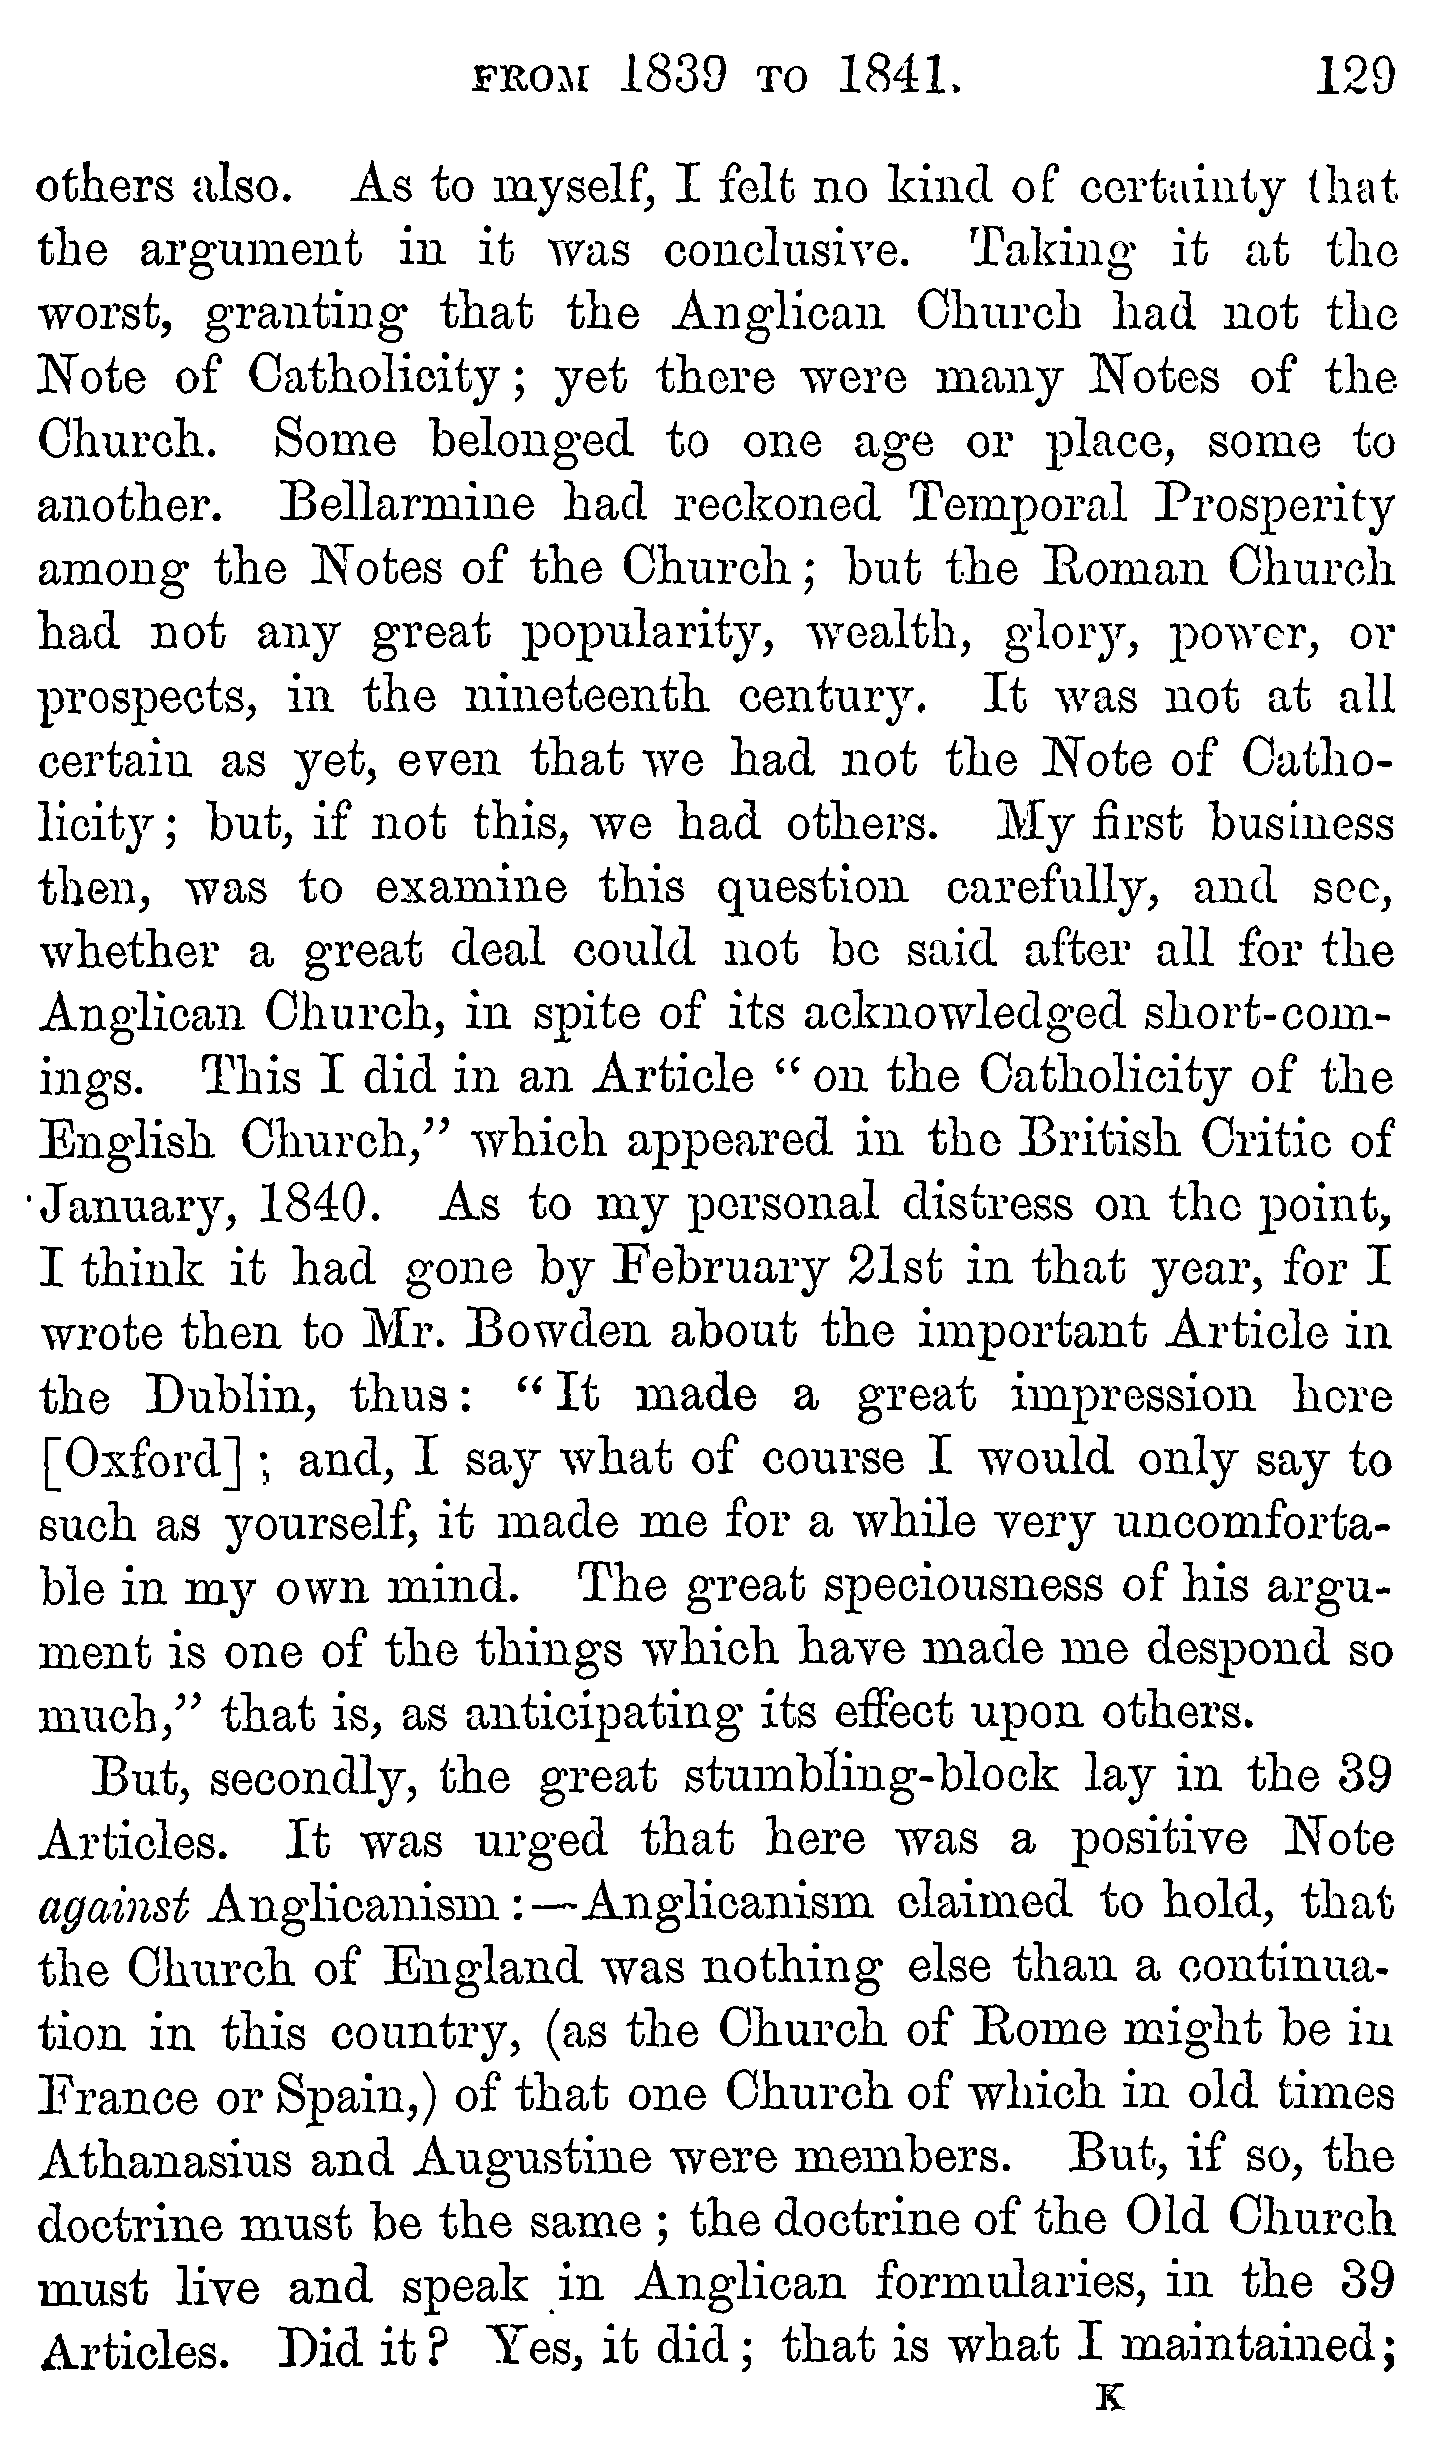 FROM 1839 TO 1841. 129
others also. As to myself, I felt no kind of certainty that
the argument in it was conclusive. Taking it at the
worst, granting that the Anglican Church had not the
Note of Catholicity; yet there were many Notes of the
Church. Some belonged to one age or place, some to
another. Bellarmine had reckoned Temporal Prosperity
among the Notes of the Church; but the Roman Church
had not any great popularity, wealth, glory, power, or
prospects, in the nineteenth century. It was not at all
certain as yet, even that we had not the Note of Catho-
licity; but, if not this, we had others. My first business
then, was to examine this question carefully, and see,
whether a great deal could not be said after all for the
Anglican Church, in spite of its acknowledged short-com-
ings. This I did in an Article "on the Catholicity of the
English Church," which appeared in the British Critic of
January, 1840. As to my personal distress on the point,
I think it had gone by February 21st in that year, for I
wrote then to Mr. Bowden about the important Article in
the Dublin, thus: "It made a great impression here
[Oxford]; and, I say what of course I would only say to
such as yourself, it made me for a while very uncomforta-
ble in my own mind. The great speciousness of his argu-
ment is one of the things which have made me despond so
much," that is, as anticipating its effect upon others.
But, secondly, the great stumbling-block lay in the 39
Articles. It was urged that here was a positive Note
against Anglicanism:—Anglicanism claimed to hold, that
the Church of England was nothing else than a continua-
tion in this country, (as the Church of Rome might be in
France or Spain,) of that one Church of which in old times
Athanasius and Augustine were members. But, if so, the
doctrine must be the same; the doctrine of the Old Church
must live and speak in Anglican formularies, in the 39
Articles. Did it? Yes, it did; that is what I maintained;
K